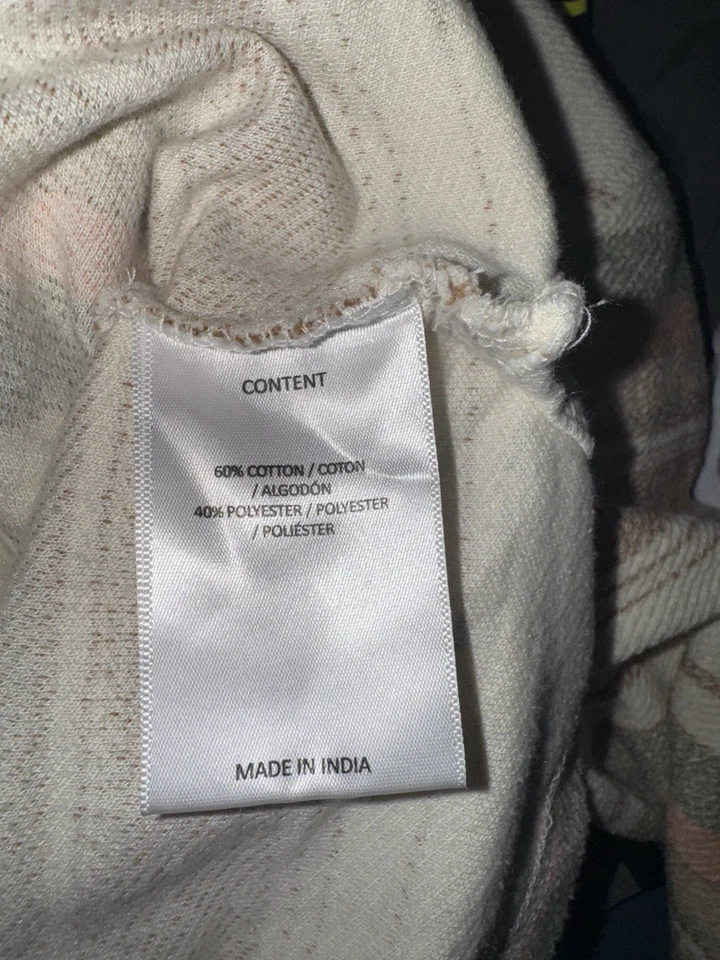 CONTENT
60% COTTON / COTON
/ ALGODÓN
40% POLYESTER / POLYESTER
/ POLIÉSTER
MADE IN INDIA